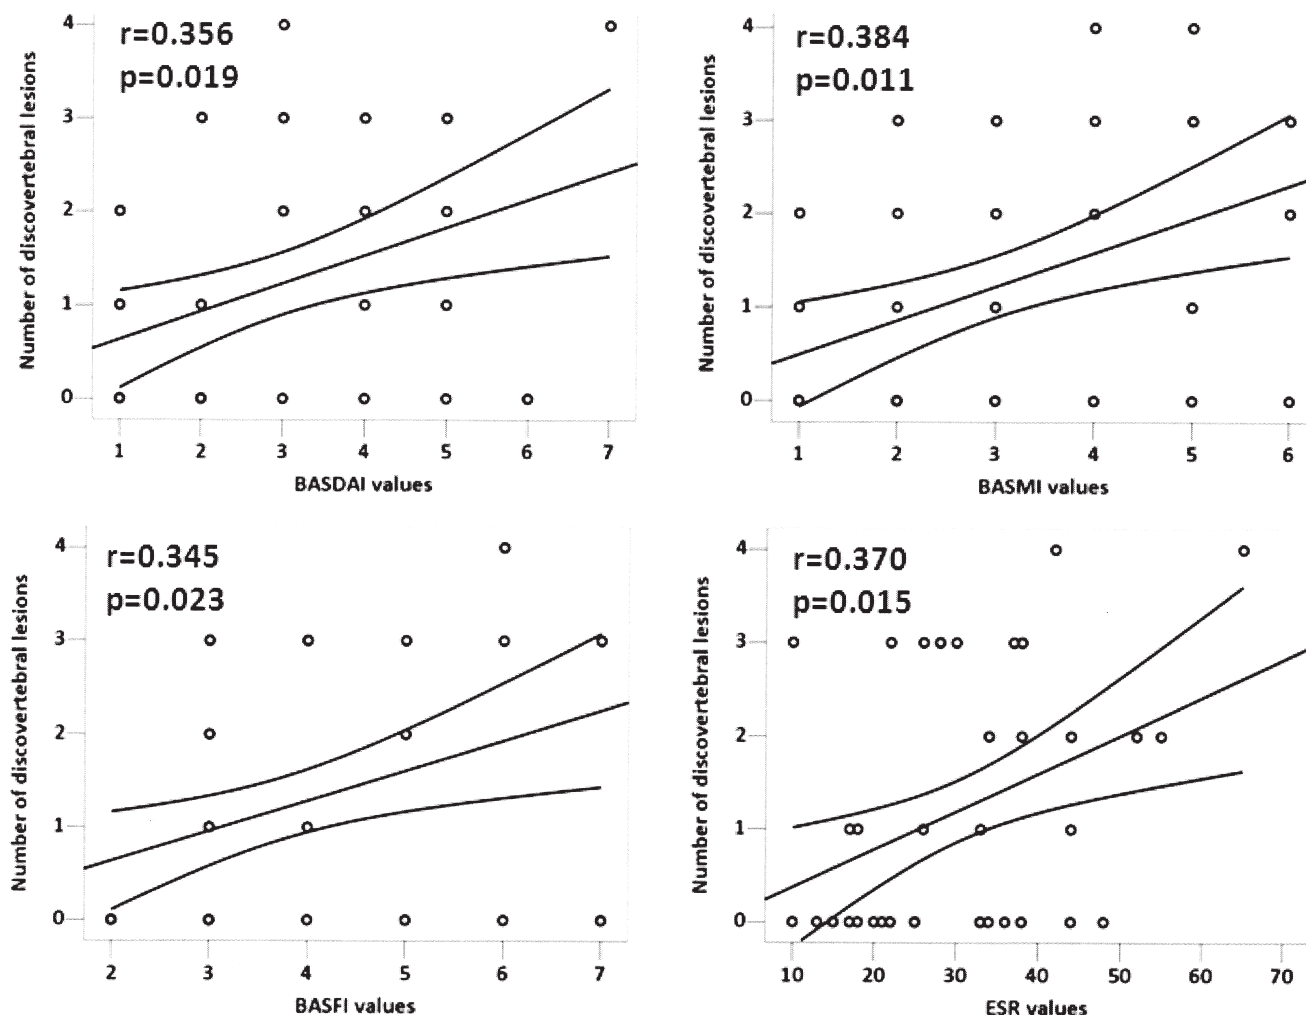 r=0.356
p=0.019
Number of discovertebral lesions
4
3
2
1
0
1 2 3 4 5 6 7
BASDAI values
r=0.384
p=0.011
Number of discovertebral lesions
4
3
2
1
0
1 2 3 4 5 6
BASMI values
r=0.345
p=0.023
Number of discovertebral lesions
4
3
2
1
0
2 3 4 5 6 7
BASFI values
r=0.370
p=0.015
Number of discovertebral lesions
4
3
2
1
0
10 20 30 40 50 60 70
ESR values